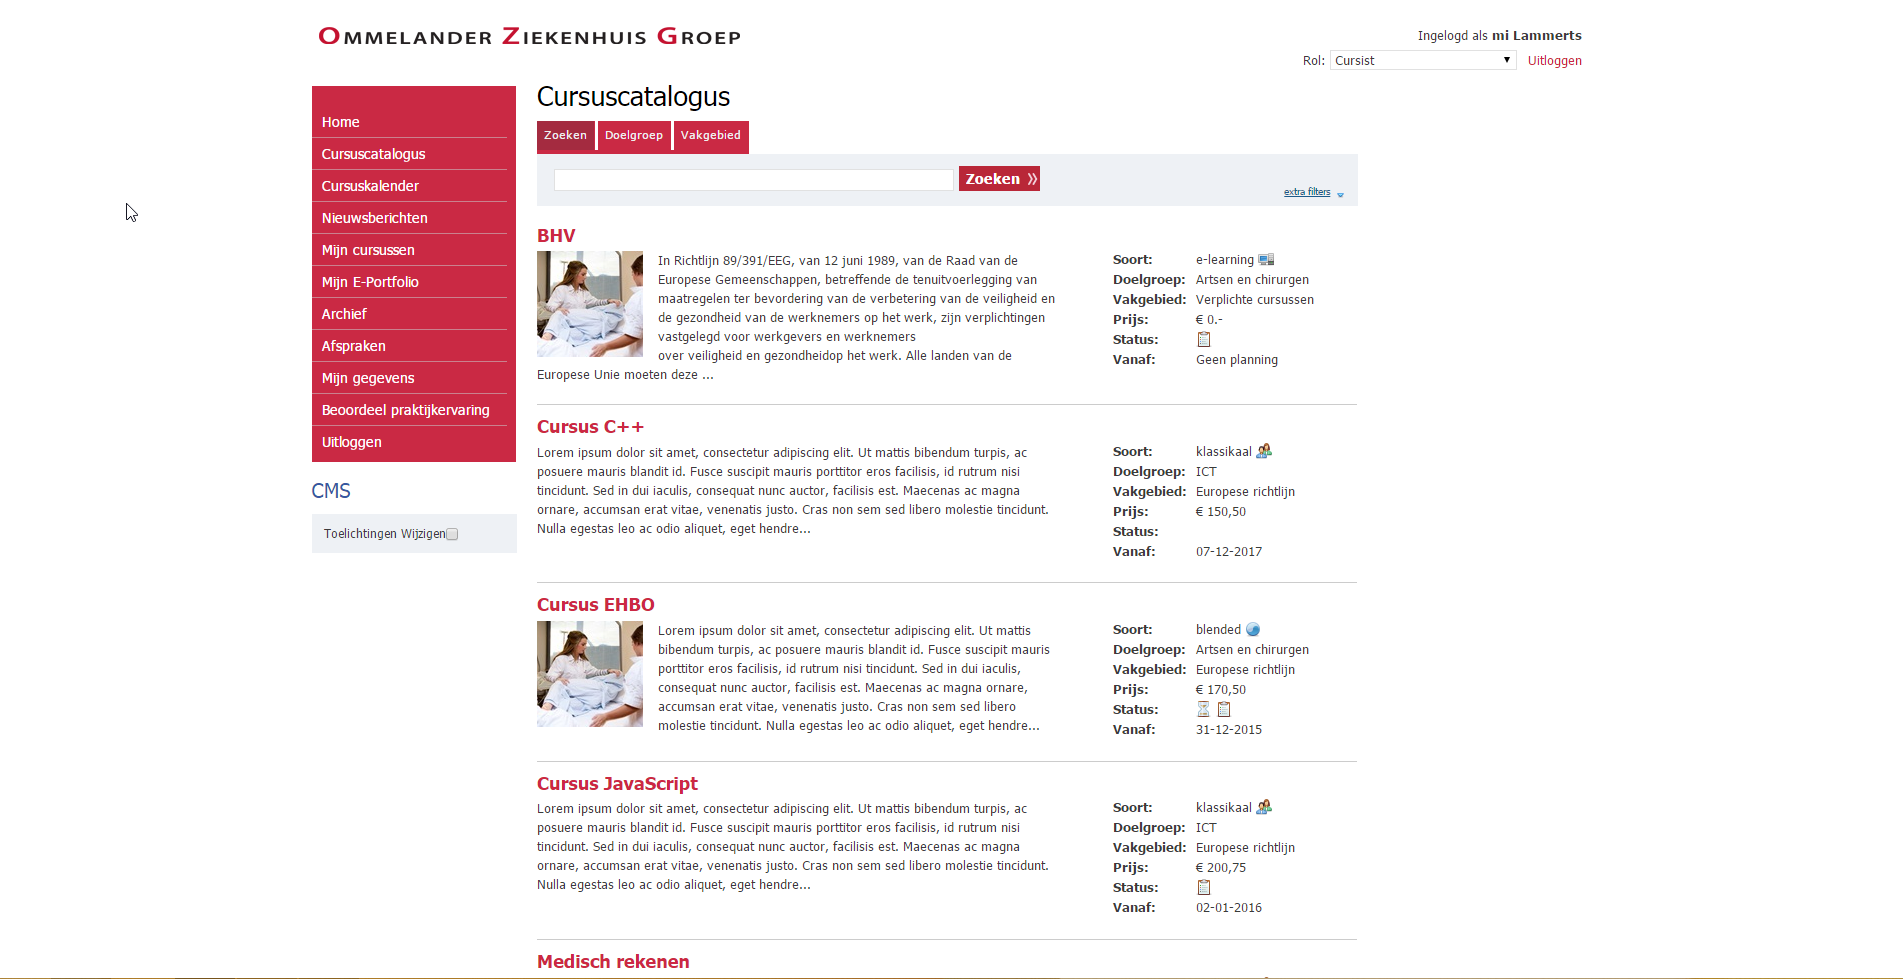 OMMELANDER ZIEKENHUIS GROEP
Ingelogd als mi Lammerts
Rol: Cursist Uitloggen
Home
Cursuscatalogus
Cursuskalender
Nieuwsberichten
Mijn cursussen
Mijn E-Portfolio
Archief
Afspraken
Mijn gegevens
Beoordeel praktijkervaring
Uitloggen
CMS
Toelichtingen Wijzigen
Cursuscatalogus
Zoeken Doelgroep Vakgebied
Zoeken
extra filters
BHV
In Richtlijn 89/391/EEG, van 12 juni 1989, van de Raad van de
Europese Gemeenschappen, betreffende de tenuitvoerlegging van
maatregelen ter bevordering van de verbetering van de veiligheid en
de gezondheid van de werknemers op het werk, zijn verplichtingen
vastgelegd voor werkgevers en werknemers
over veiligheid en gezondheidop het werk. Alle landen van de
Europese Unie moeten deze ...
Soort: e-learning
Doelgroep: Artsen en chirurgen
Vakgebied: Verplichte cursussen
Prijs: € 0.-
Status:
Vanaf: Geen planning
Cursus C++
Lorem ipsum dolor sit amet, consectetur adipiscing elit. Ut mattis bibendum turpis, ac
posuere mauris blandit id. Fusce suscipit mauris porttitor eros facilisis, id rutrum nisi
tincidunt. Sed in dui iaculis, consequat nunc auctor, facilisis est. Maecenas ac magna
ornare, accumsan erat vitae, venenatis justo. Cras non sem sed libero molestie tincidunt.
Nulla egestas leo ac odio aliquet, eget hendre...
Soort: klassikaal
Doelgroep: ICT
Vakgebied: Europese richtlijn
Prijs: € 150,50
Status:
Vanaf: 07-12-2017
Cursus EHBO
Lorem ipsum dolor sit amet, consectetur adipiscing elit. Ut mattis
bibendum turpis, ac posuere mauris blandit id. Fusce suscipit mauris
porttitor eros facilisis, id rutrum nisi tincidunt. Sed in dui iaculis,
consequat nunc auctor, facilisis est. Maecenas ac magna ornare,
accumsan erat vitae, venenatis justo. Cras non sem sed libero
molestie tincidunt. Nulla egestas leo ac odio aliquet, eget hendre...
Soort: blended
Doelgroep: Artsen en chirurgen
Vakgebied: Europese richtlijn
Prijs: € 170,50
Status:
Vanaf: 31-12-2015
Cursus JavaScript
Lorem ipsum dolor sit amet, consectetur adipiscing elit. Ut mattis bibendum turpis, ac
posuere mauris blandit id. Fusce suscipit mauris porttitor eros facilisis, id rutrum nisi
tincidunt. Sed in dui iaculis, consequat nunc auctor, facilisis est. Maecenas ac magna
ornare, accumsan erat vitae, venenatis justo. Cras non sem sed libero molestie tincidunt.
Nulla egestas leo ac odio aliquet, eget hendre...
Soort: klassikaal
Doelgroep: ICT
Vakgebied: Europese richtlijn
Prijs: € 200,75
Status:
Vanaf: 02-01-2016
Medisch rekenen